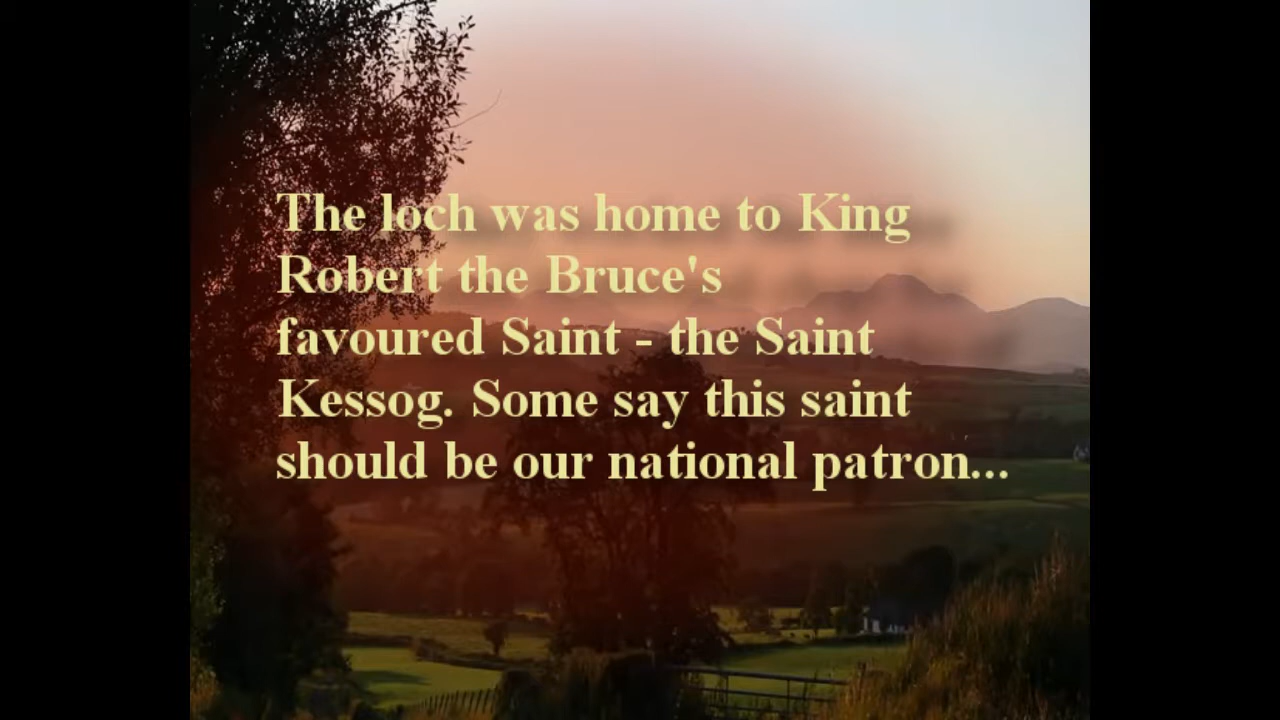 The loch was home to King
Robert the Bruce's
favoured Saint - the Saint
Kessog. Some say this saint
should be our national patron...